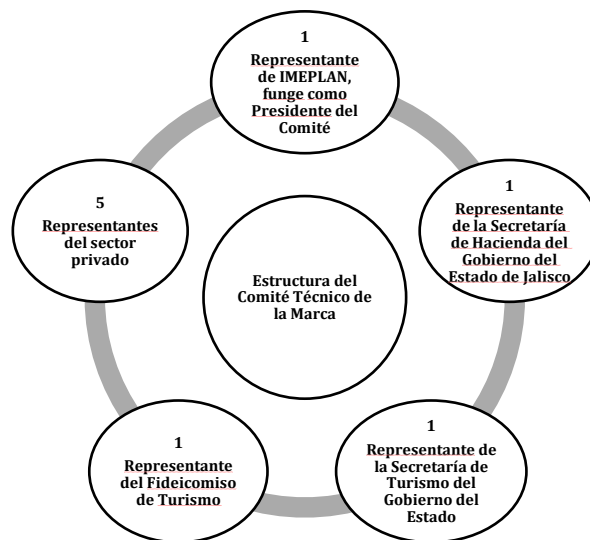 1
Representante
de IMEPLAN,
funge como
Presidente del
Comité
1
Representante
de la Secretaría
de Hacienda del
Gobierno del
Estado de Jalisco
1
Representante de
la Secretaría de
Turismo del
Gobierno del
Estado
1
Representante
del Fideicomiso
de Turismo
5
Representantes
del sector
privado
Estructura del
Comité Técnico de
la Marca